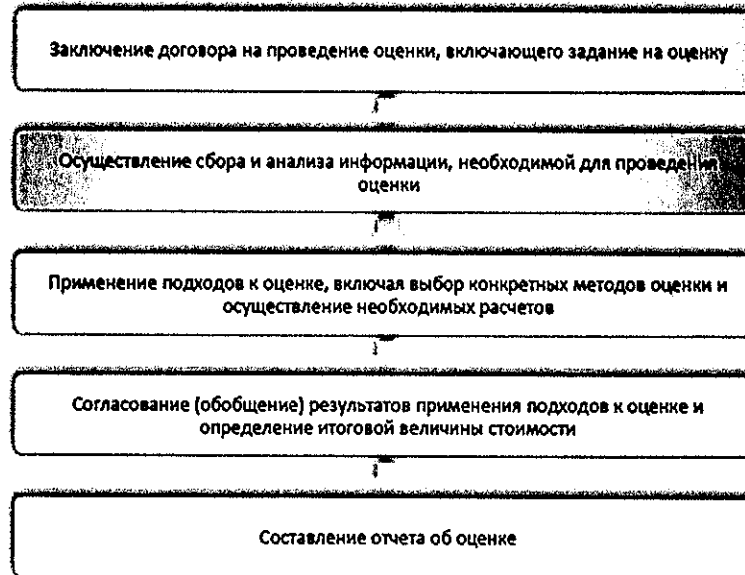 Заключение договора на проведение оценки, включающего задание на оценку
Осуществление сбора и анализа информации, необходимой для проведения
оценки
Применение подходов к оценке, включая выбор конкретных методов оценки и
осуществление необходимых расчетов
Согласование (обобщение) результатов применения подходов к оценке и
определение итоговой величины стоимости
Составление отчета об оценке